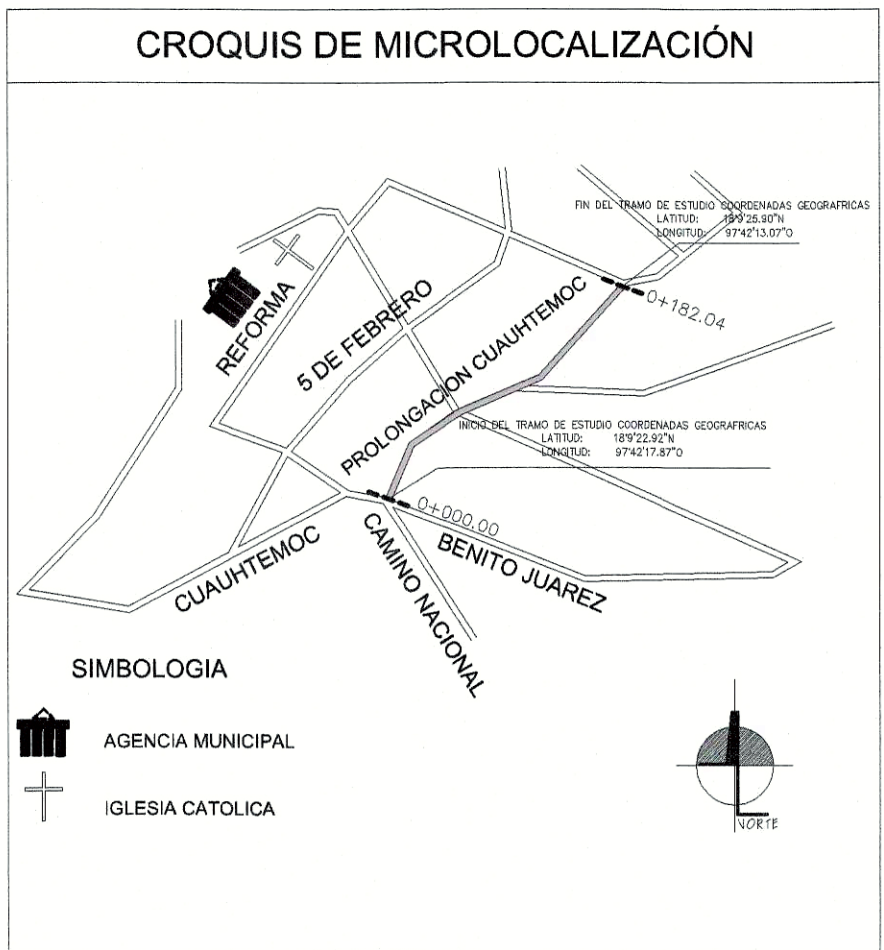 CROQUIS DE MICROLOCALIZACIÓN
FIN DEL TRAMO DE ESTUDIO COORDENADAS GEOGRAFRICAS
LATITUD: 18°9'25.90"N
LONGITUD: 97°42'13.07"O
0+182.04
REFORMA
5 DE FEBRERO
PROLONGACION CUAUHTEMOC
INICIO DEL TRAMO DE ESTUDIO COORDENADAS GEOGRAFRICAS
LATITUD: 18°9'22.92"N
LONGITUD: 97°42'17.87"O
0+000.00
CUAUHTEMOC
CAMINO NACIONAL
BENITO JUAREZ
SIMBOLOGIA
AGENCIA MUNICIPAL
IGLESIA CATOLICA
NORTE